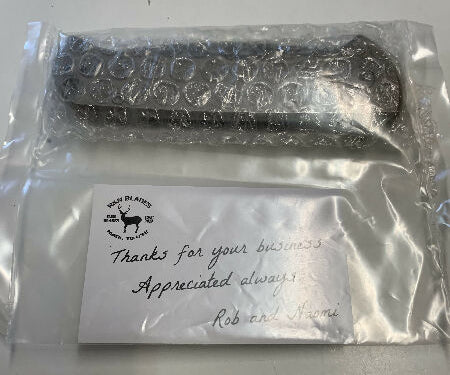 BLADES
Thanks for your business
Appreciated always
Rob and Naomi